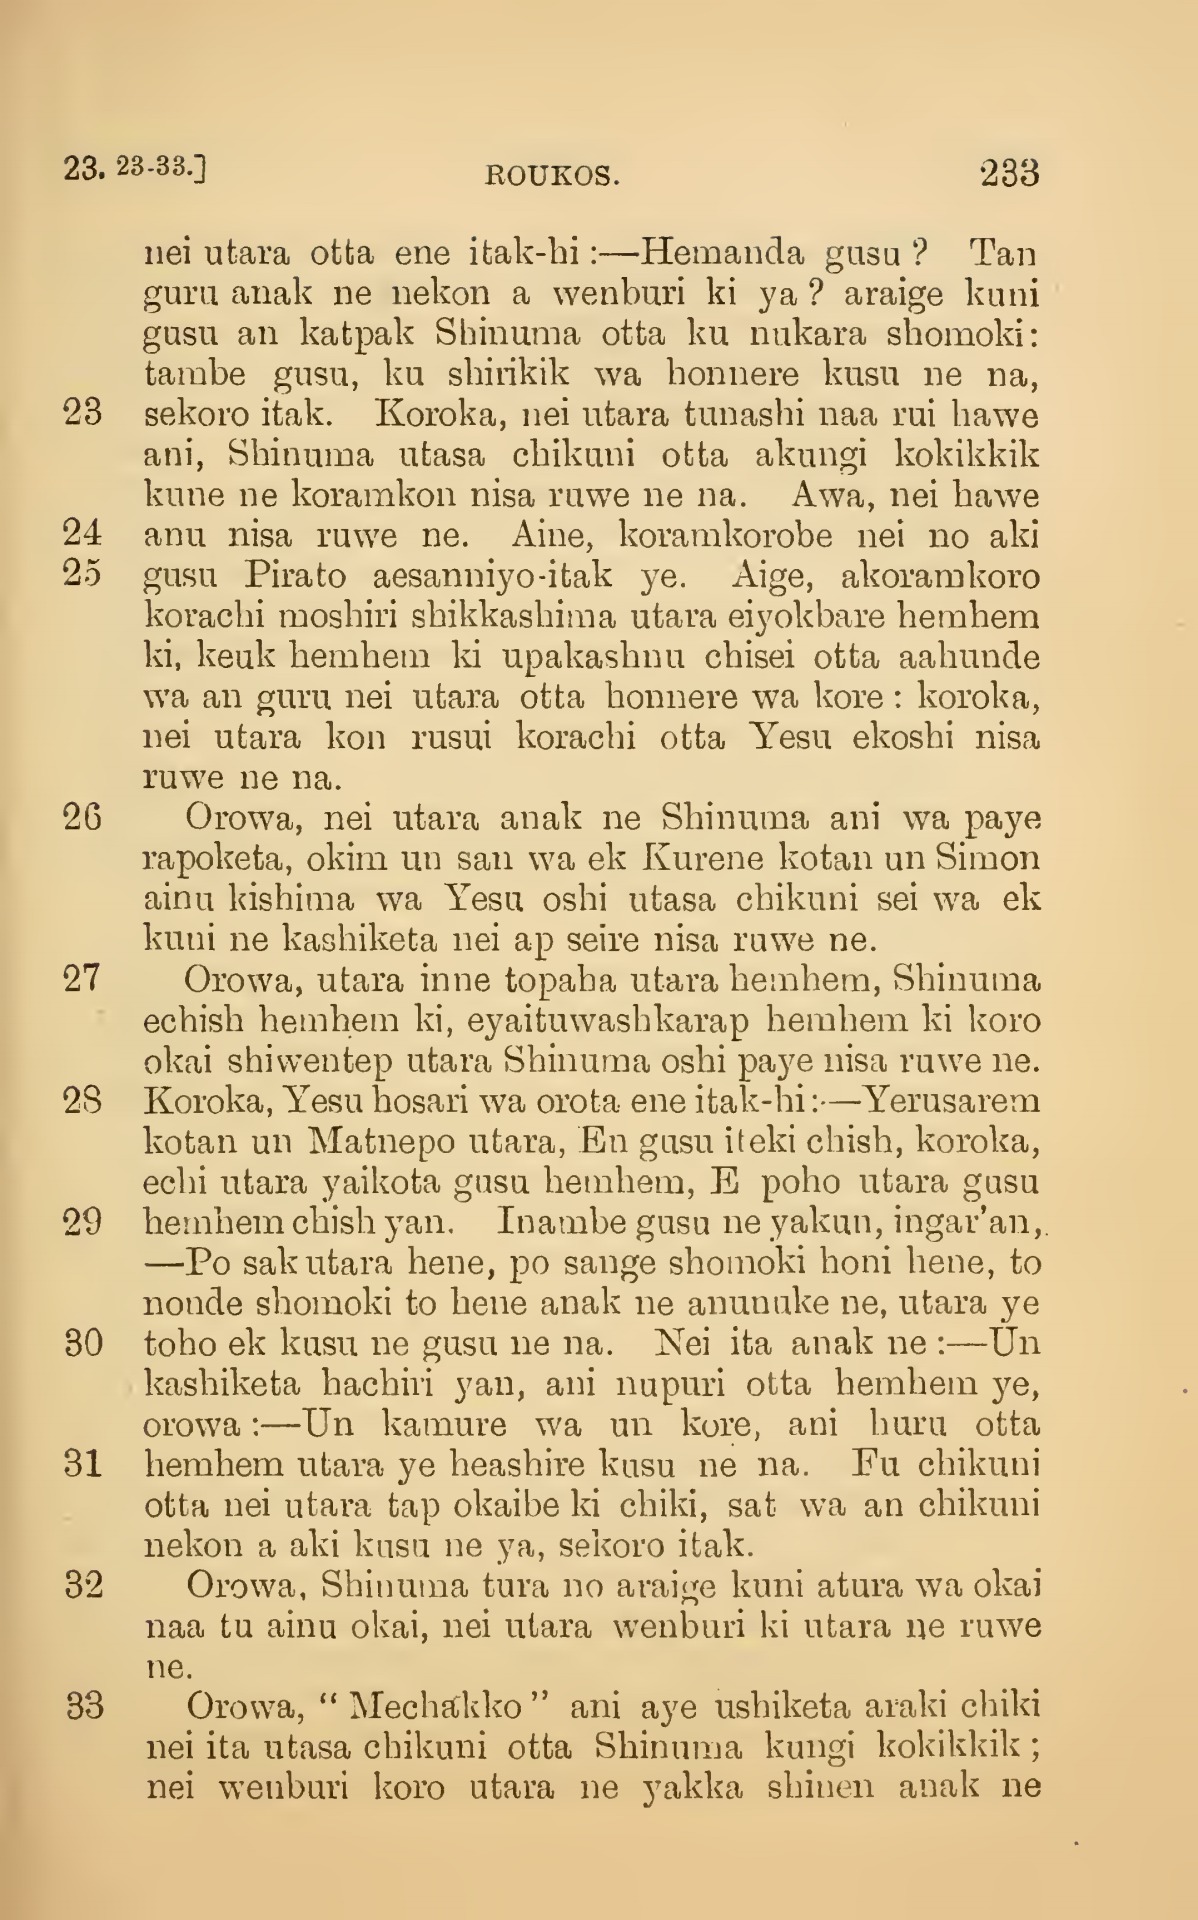 23. 23-33.] ROUKOS. 233
nei utara otta ene itak-hi :—Hemanda gusu ? Tan
guru anak ne nekon a wenburi ki ya ? araige kuni
gusu an katpak Shinuma otta ku nukara shomoki:
tambe gusu, ku shirikik wa honnere kusu ne na,
23 sekoro itak. Koroka, nei utara tunashi naa rui hawe
ani, Shinuma utasa chikuni otta akungi kokikkik
kune ne koramkon nisa ruwe ne na. Awa, nei hawe
24 anu nisa ruwe ne. Aine, koramkorobe nei no aki
25 gusu Pirato aesanniyo-itak ye. Aige, akoramkoro
korachi moshiri shikkashima utara eiyokbare hemhem
ki, keuk hemhem ki upakashnu chisei otta aahunde
wa an guru nei utara otta honnere wa kore : koroka,
nei utara kon rusui korachi otta Yesu ekoshi nisa
ruwe ne na.
26 Orowa, nei utara anak ne Shinuma ani wa paye
rapoketa, okim un san wa ek Kurene kotan un Simon
ainu kishima wa Yesu oshi utasa chikuni sei wa ek
kuni ne kashiketa nei ap seire nisa ruwe ne.
27 Orowa, utara inne topaha utara hemhem, Shinuma
echish hemhem ki, eyaituwashkarap hemhem ki koro
okai shiwentep utara Shinuma oshi paye nisa ruwe ne.
28 Koroka, Yesu hosari wa orota ene itak-hi:—Yerusarem
kotan un Matnepo utara, En gusu iteki chish, koroka,
echi utara yaikota gusu hemhem, E poho utara gusu
29 hemhem chish yan. Inambe gusu ne yakun, ingar'an,
—Po sak utara hene, po sange shomoki honi hene, to
nonde shomoki to hene anak ne anunuke ne, utara ye
30 toho ek kusu ne gusu ne na. Nei ita anak ne :—Un
kashiketa hachiri yan, ani nupuri otta hemhem ye,
orowa :—Un kamure wa un kore, ani huru otta
31 hemhem utara ye heashire kusu ne na. Fu chikuni
otta nei utara tap okaibe ki chiki, sat wa an chikuni
nekon a aki kusu ne ya, sekoro itak.
32 Orowa, Shinuma tura no araige kuni atura wa okai
naa tu ainu okai, nei utara wenburi ki utara ne ruwe
ne.
33 Orowa, " Mechakko " ani aye ushiketa araki chiki
nei ita utasa chikuni otta Shinuma kungi kokikkik ;
nei wenburi koro utara ne yakka shinen anak ne